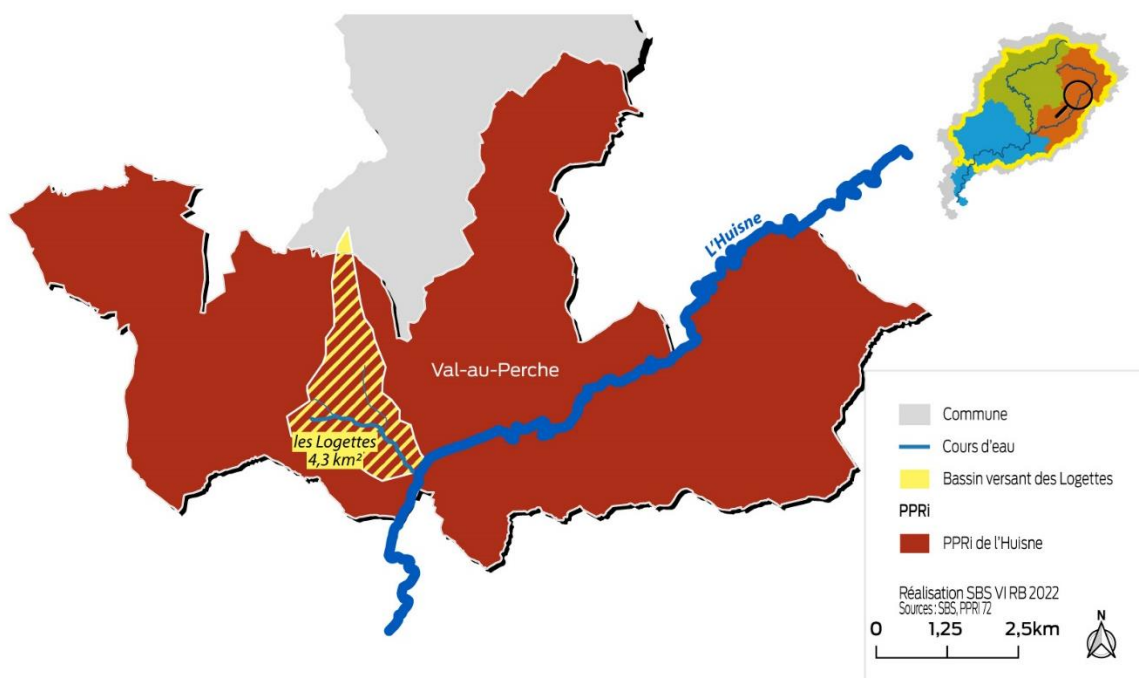 L'Huisne
Val-au-Perche
les Logettes
4,3 km²
Commune
Cours d'eau
Bassin versant des Logettes
PPRi
PPRi de l'Huisne
Réalisation SBS VI RB 2022
Sources : SBS, PPRI 72
0 1,25 2,5km
N